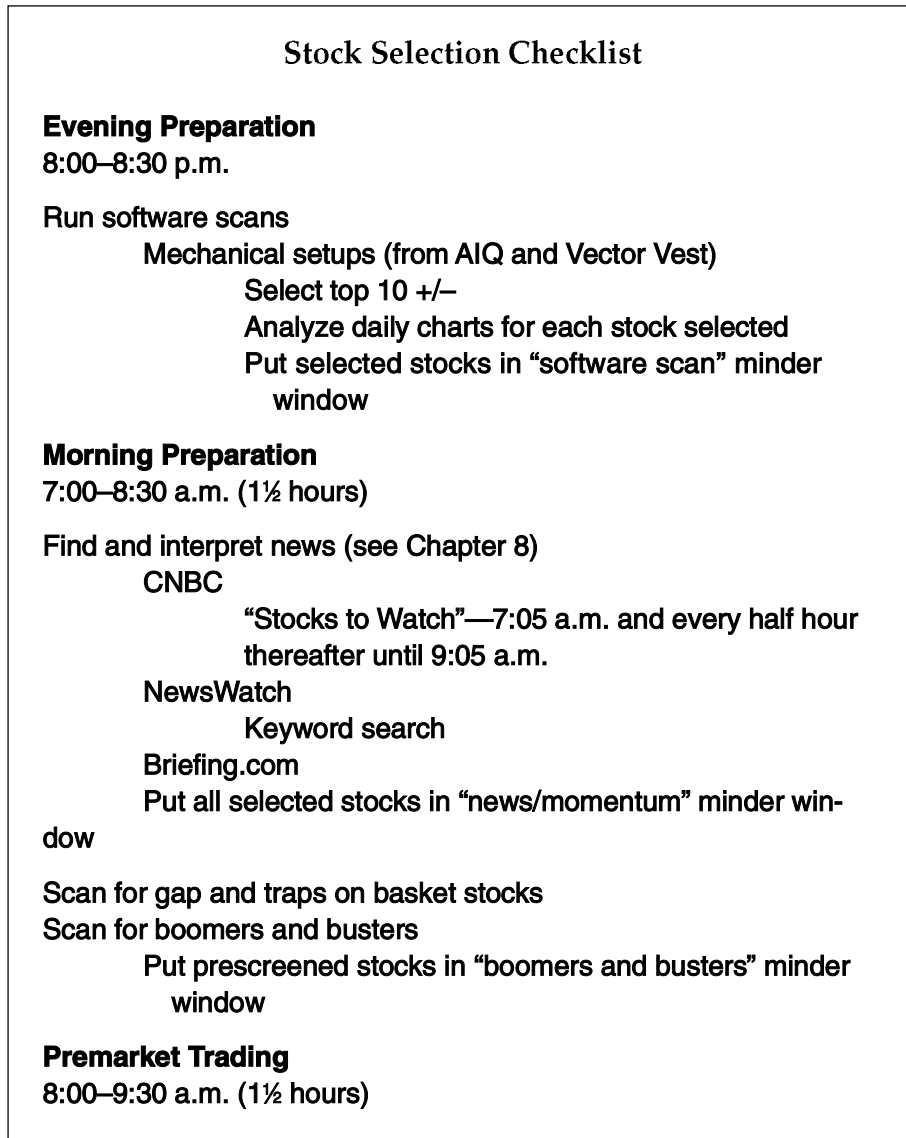 Stock Selection Checklist
Evening Preparation
8:00–8:30 p.m.
Run software scans
Mechanical setups (from AIQ and Vector Vest)
Select top 10 +/–
Analyze daily charts for each stock selected
Put selected stocks in “software scan” minder
window
Morning Preparation
7:00–8:30 a.m. (1½ hours)
Find and interpret news (see Chapter 8)
CNBC
“Stocks to Watch”—7:05 a.m. and every half hour
thereafter until 9:05 a.m.
NewsWatch
Keyword search
Briefing.com
Put all selected stocks in “news/momentum” minder win-
dow
Scan for gap and traps on basket stocks
Scan for boomers and busters
Put prescreened stocks in “boomers and busters” minder
window
Premarket Trading
8:00–9:30 a.m. (1½ hours)